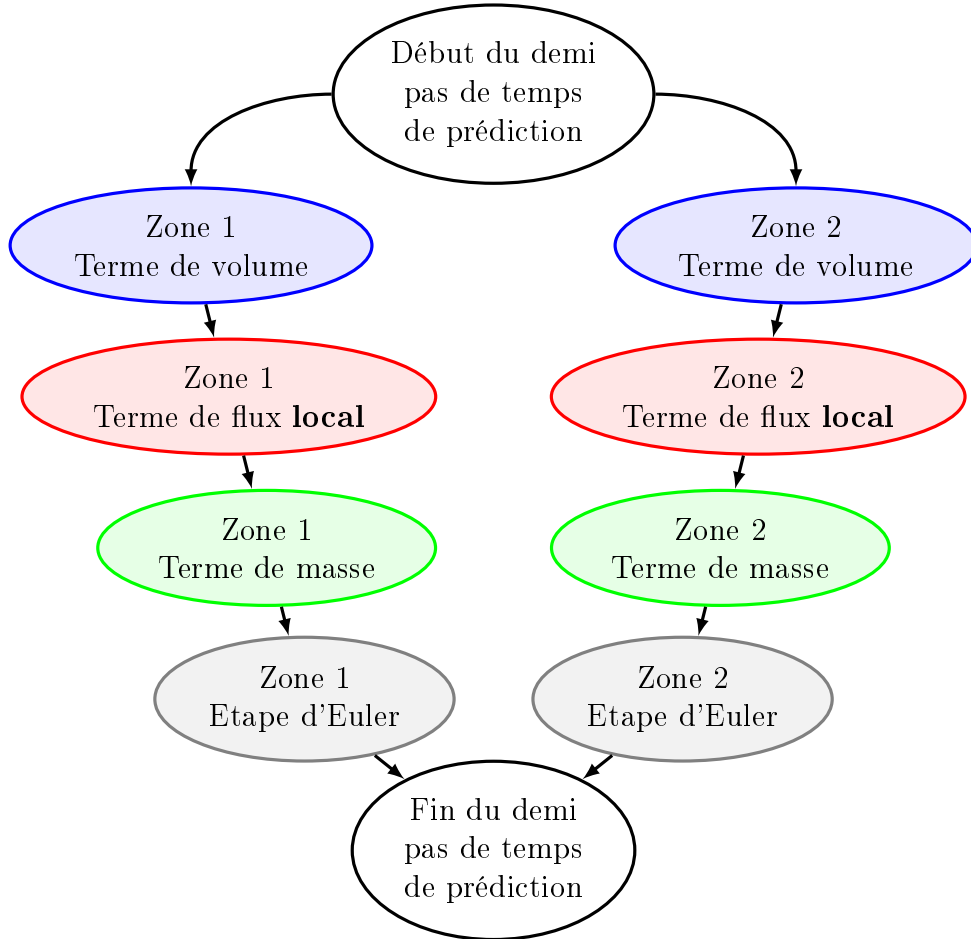 Début du demi
pas de temps
de prédiction
Zone 1
Terme de volume
Zone 2
Terme de volume
Zone 1
Terme de flux local
Zone 2
Terme de flux local
Zone 1
Terme de masse
Zone 2
Terme de masse
Zone 1
Etape d'Euler
Zone 2
Etape d'Euler
Fin du demi
pas de temps
de prédiction